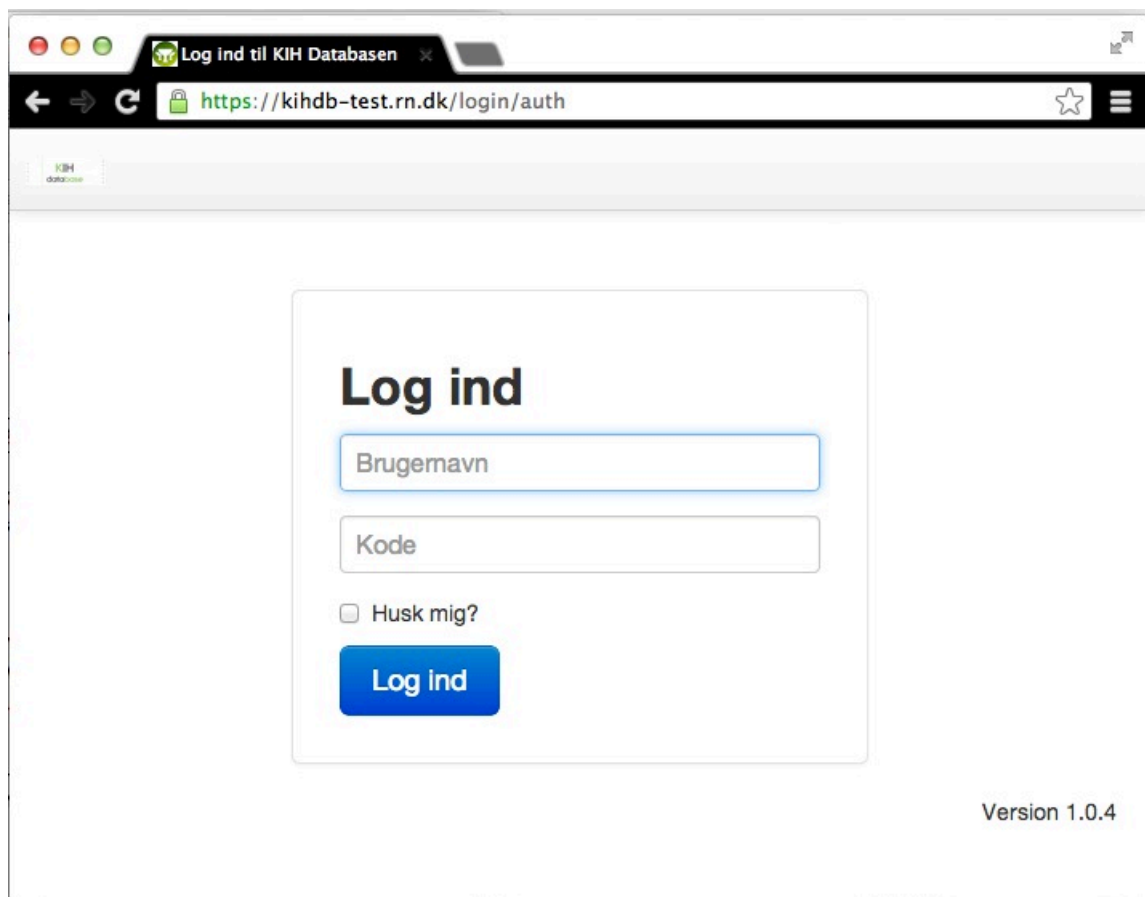 Log ind til KIH Databasen
https://kihdb-test.rn.dk/login/auth
KIH
database
Log ind
Brugernavn
Kode
Husk mig?
Log ind
Version 1.0.4